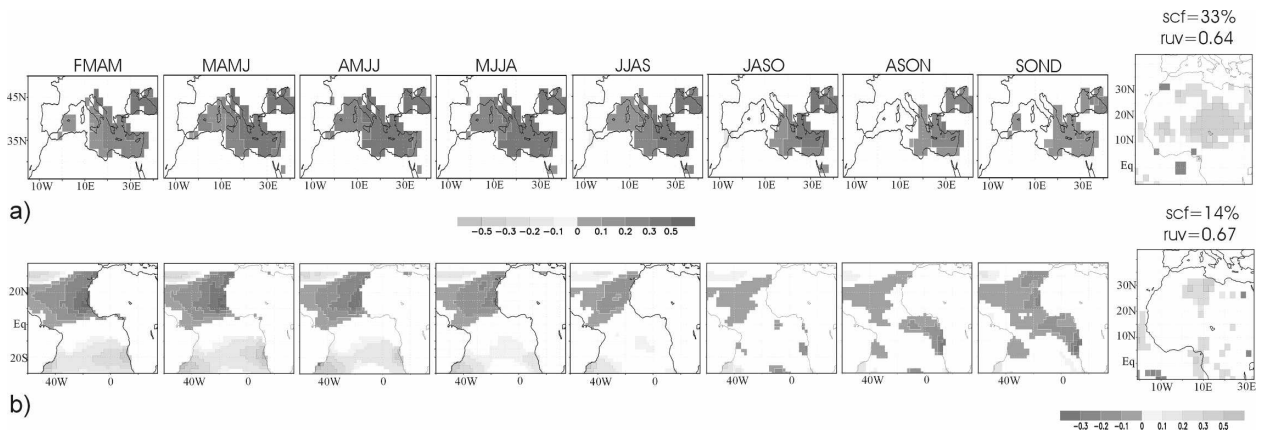 scf=33%
ruv=0.64
FMAM MAMJ AMJJ MJJA JJAS JASO ASON SOND
45N
35N
30N
20N
10N
Eq
10W 10E 30E 10W 10E 30E 10W 10E 30E 10W 10E 30E 10W 10E 30E 10W 10E 30E 10W 10E 30E 10W 10E 30E
a)
-0.5 -0.3 -0.2 -0.1 0 0.1 0.2 0.3 0.5
scf=14%
ruv=0.67
20N
Eq
20S
30N
20N
10N
Eq
40W 0 40W 0 40W 0 40W 0 40W 0 40W 0 40W 0 40W 0 10W 10E 30E
b)
-0.3 -0.2 -0.1 0 0.1 0.2 0.3 0.5